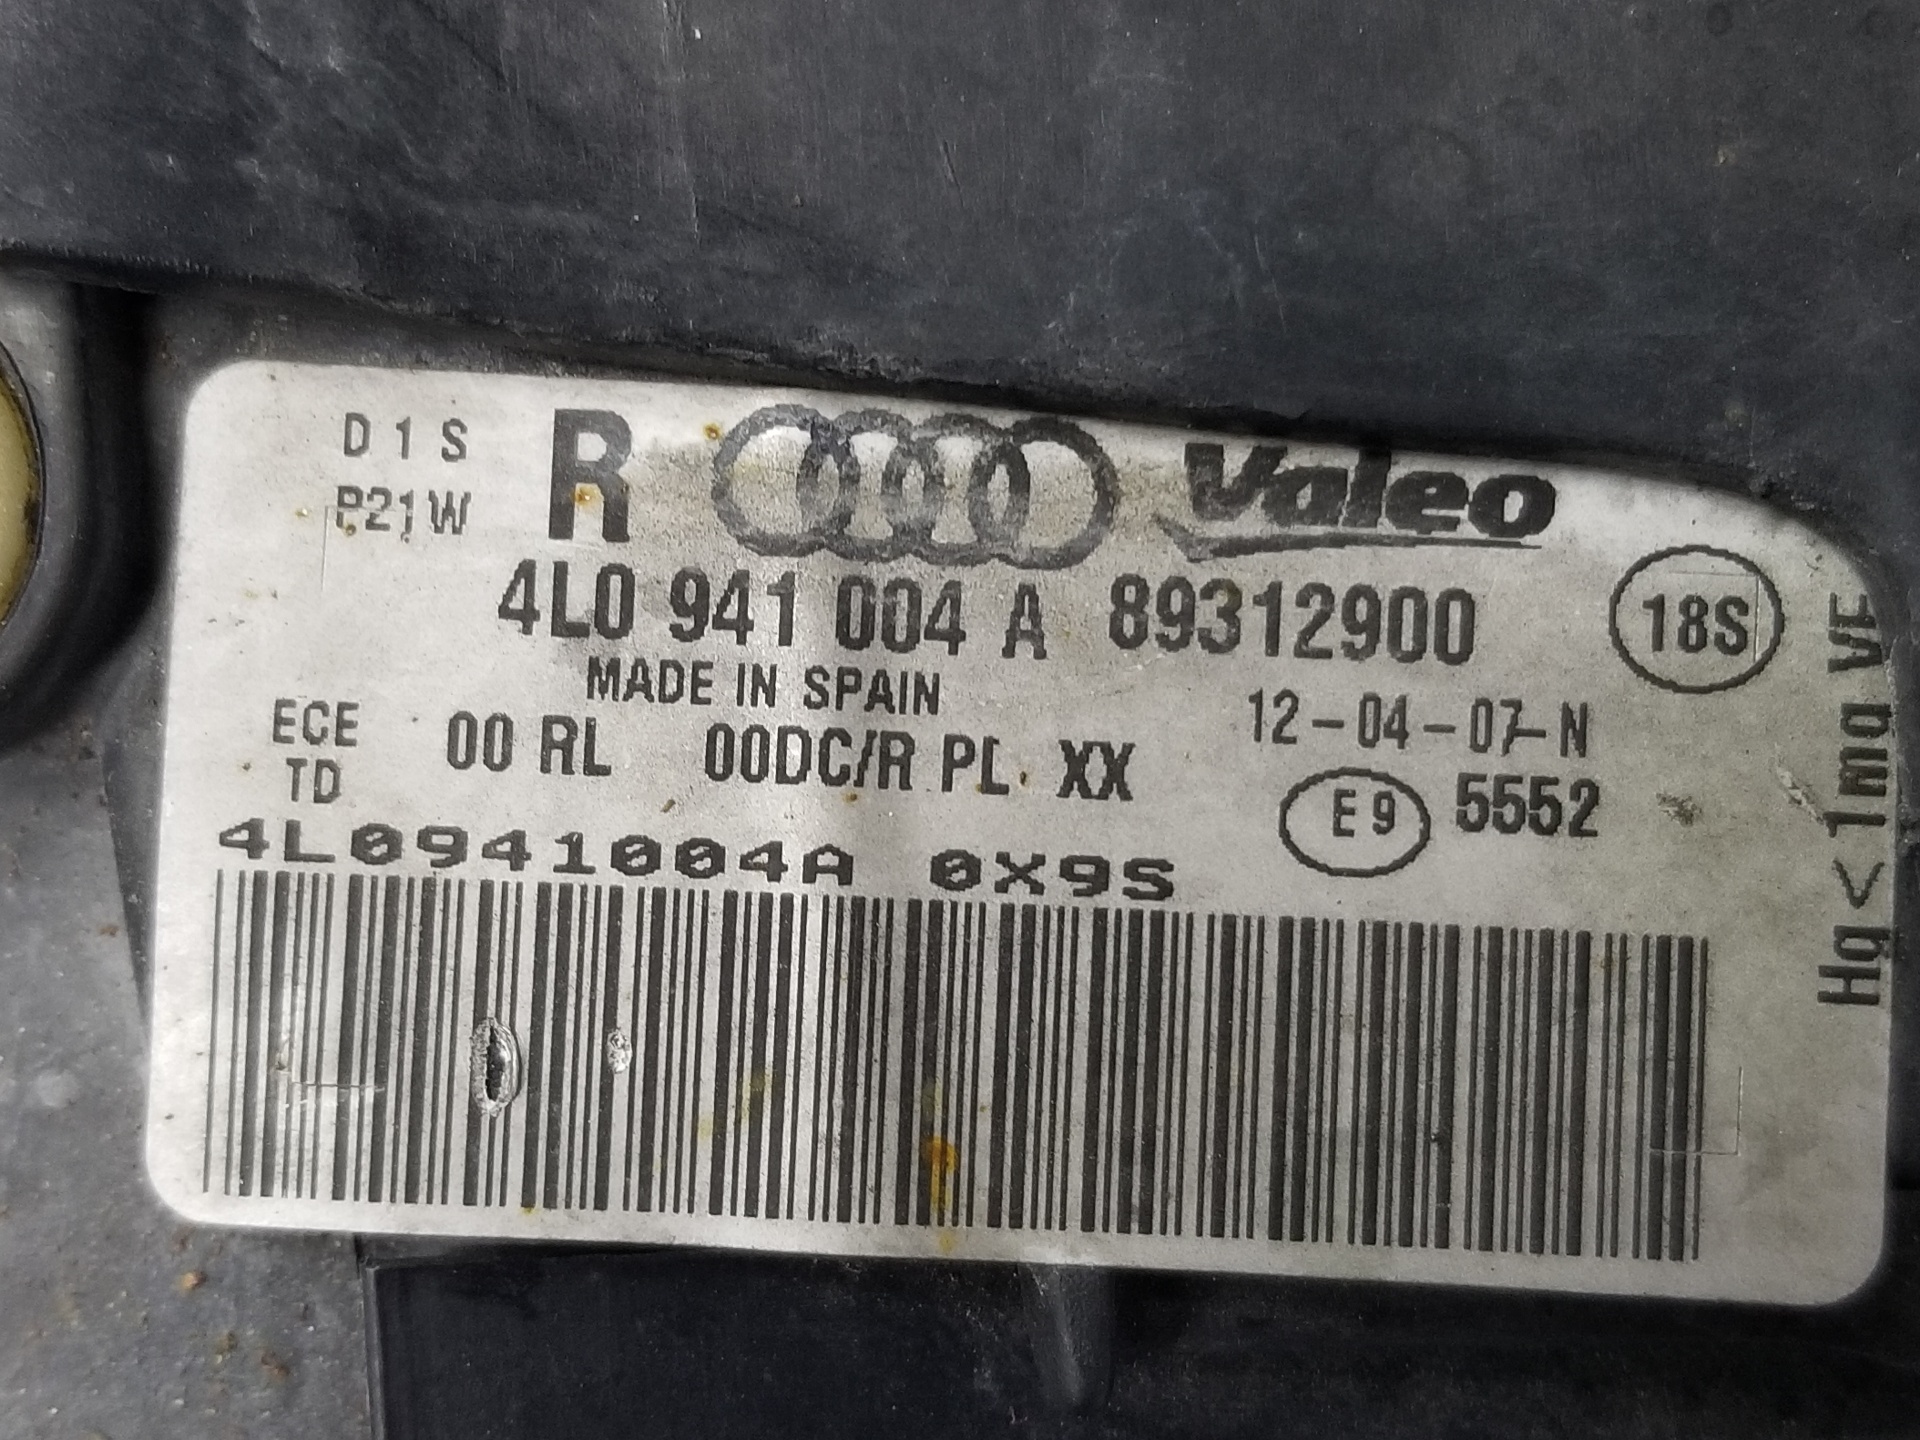 D1S R Valeo
P21W
4L0 941 004 A 89312900 18S
MADE IN SPAIN 12-04-07-N
ECE 00 RL 00DC/R PL XX
TD E9 5552
4L0941004A 0X9S
Hg < 1mg VF